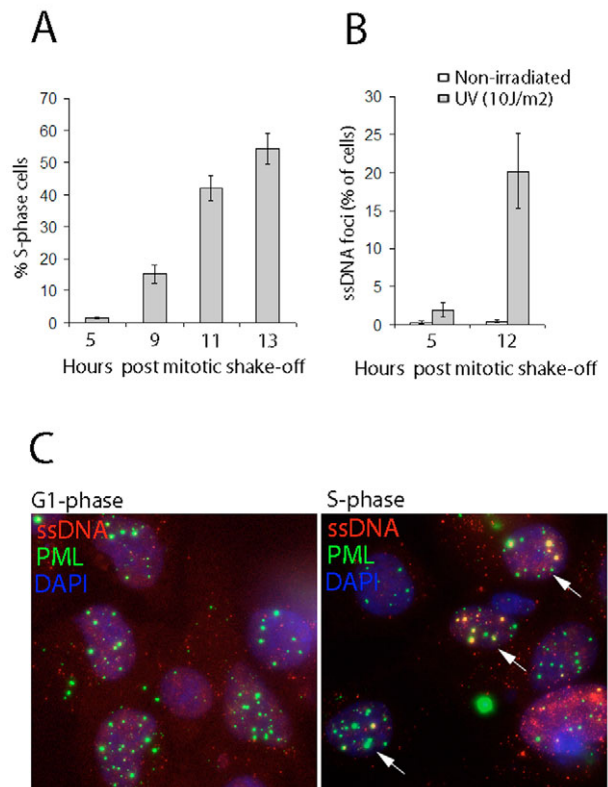 A
% S-phase cells
70
60
50
40
30
20
10
0
5 9 11 13
Hours post mitotic shake-off
B
Non-irradiated
UV (10J/m2)
ssDNA foci (% of cells)
30
25
20
15
10
5
0
5 12
Hours post mitotic shake-off
C
G1-phase
ssDNA
PML
DAPI
S-phase
ssDNA
PML
DAPI